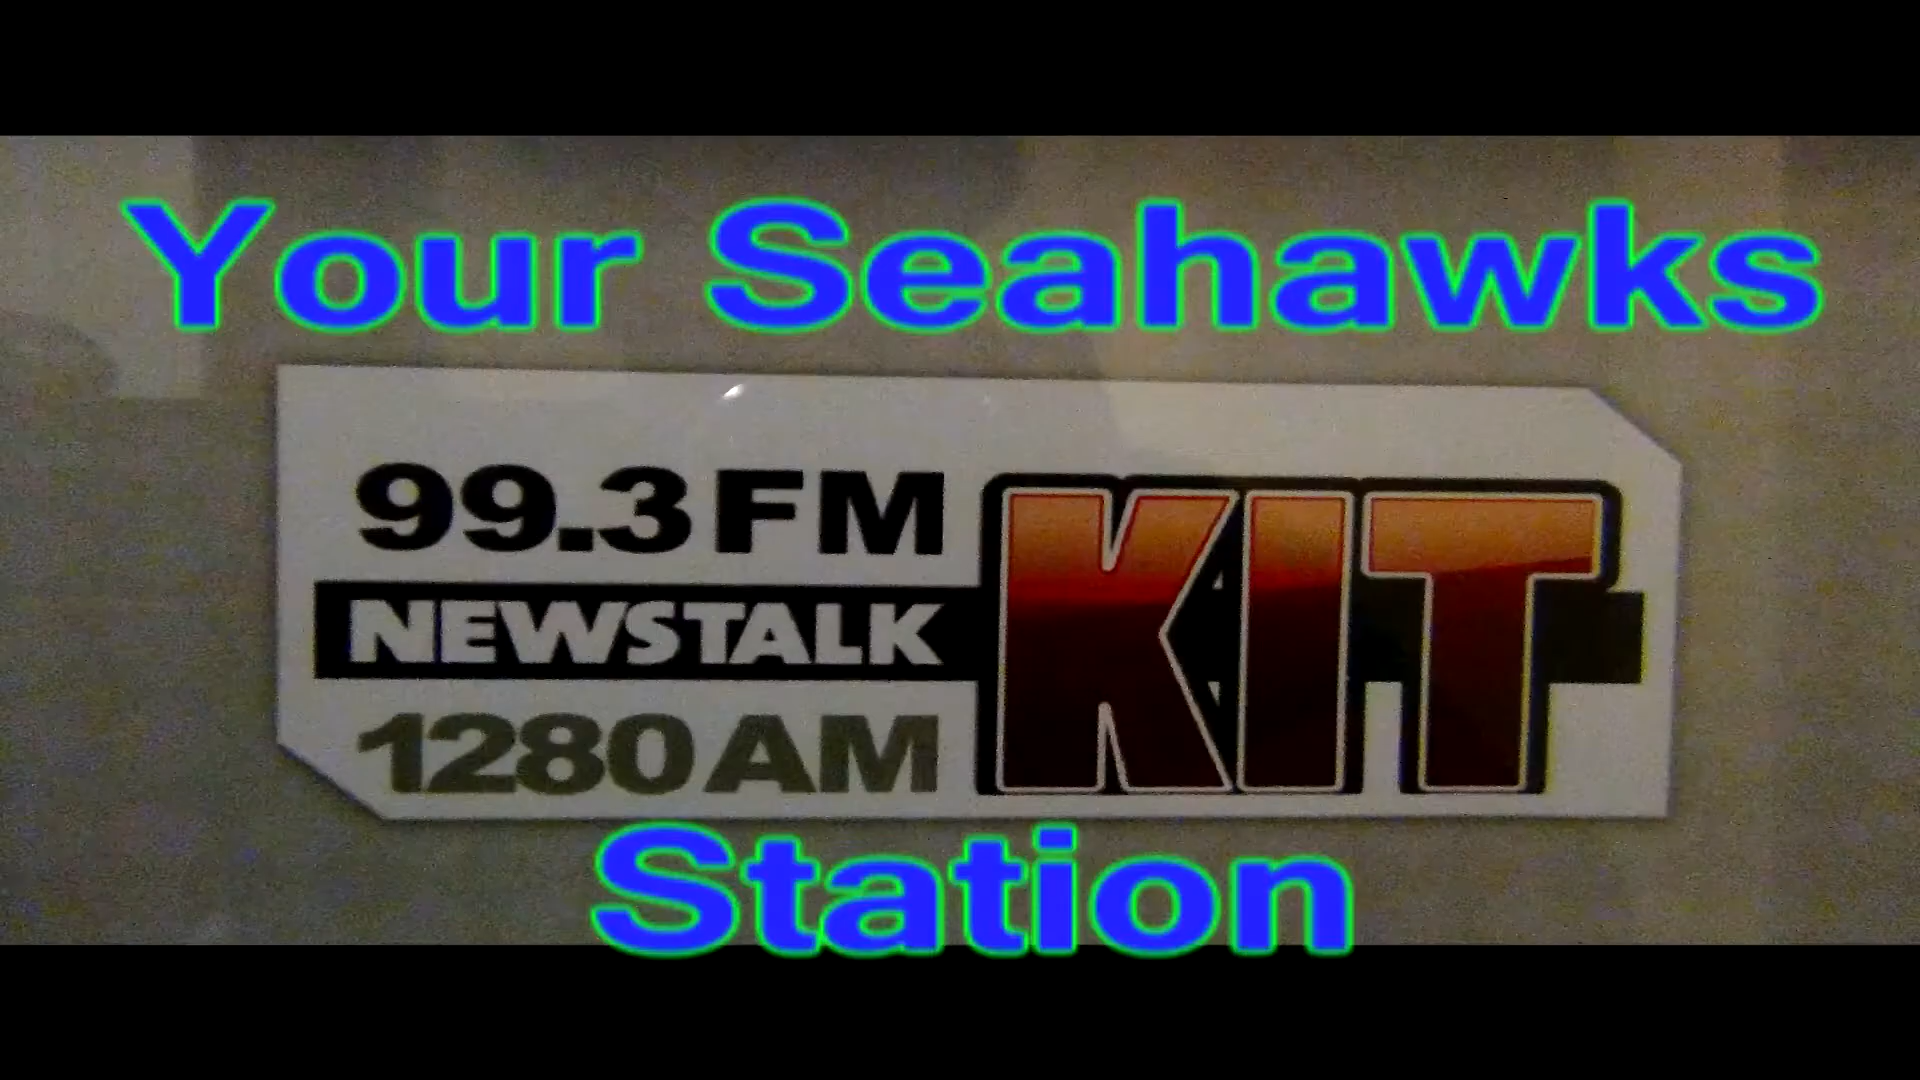 Your Seahawks
99.3 FM
NEWSTALK
KIT
1280 AM
Station